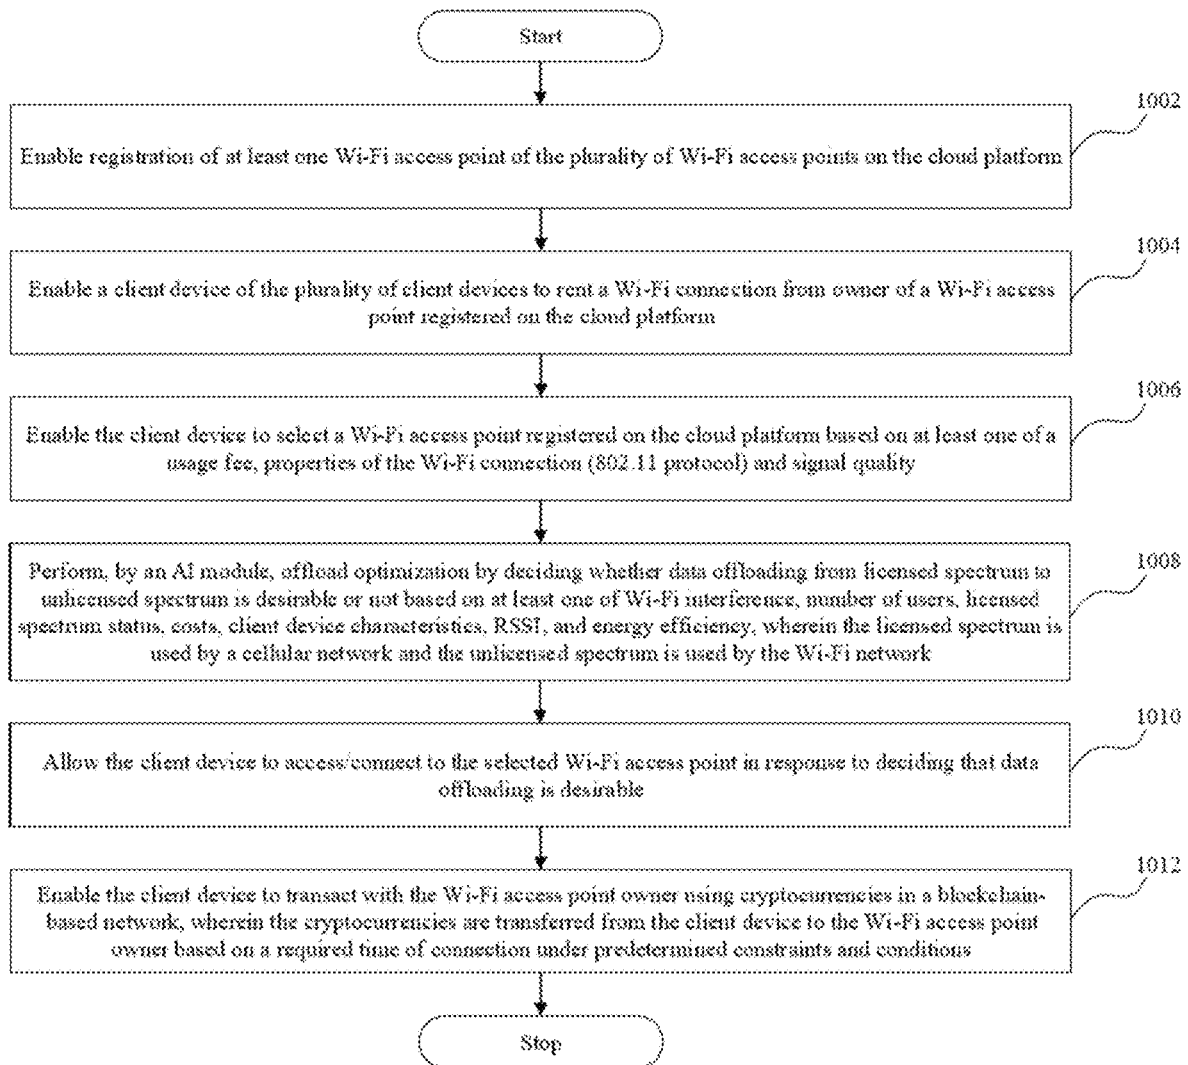 Start
1002
Enable registration of at least one Wi-Fi access point of the plurality of Wi-Fi access points on the cloud platform
1004
Enable a client device of the plurality of client devices to rent a Wi-Fi connection from owner of a Wi-Fi access
point registered on the cloud platform
1006
Enable the client device to select a Wi-Fi access point registered on the cloud platform based on at least one of a
usage fee, properties of the Wi-Fi connection (802.11 protocol) and signal quality
1008
Perform, by an AI module, offload optimization by deciding whether data offloading from licensed spectrum to
unlicensed spectrum is desirable or not based on at least one of Wi-Fi interference, number of users, licensed
spectrum status, costs, client device characteristics, RSSI, and energy efficiency, wherein the licensed spectrum is
used by a cellular network and the unlicensed spectrum is used by the Wi-Fi network
1010
Allow the client device to access/connect to the selected Wi-Fi access point in response to deciding that data
offloading is desirable
1012
Enable the client device to transact with the Wi-Fi access point owner using cryptocurrencies in a blockchain-
based network, wherein the cryptocurrencies are transferred from the client device to the Wi-Fi access point
owner based on a required time of connection under predetermined constraints and conditions
Stop